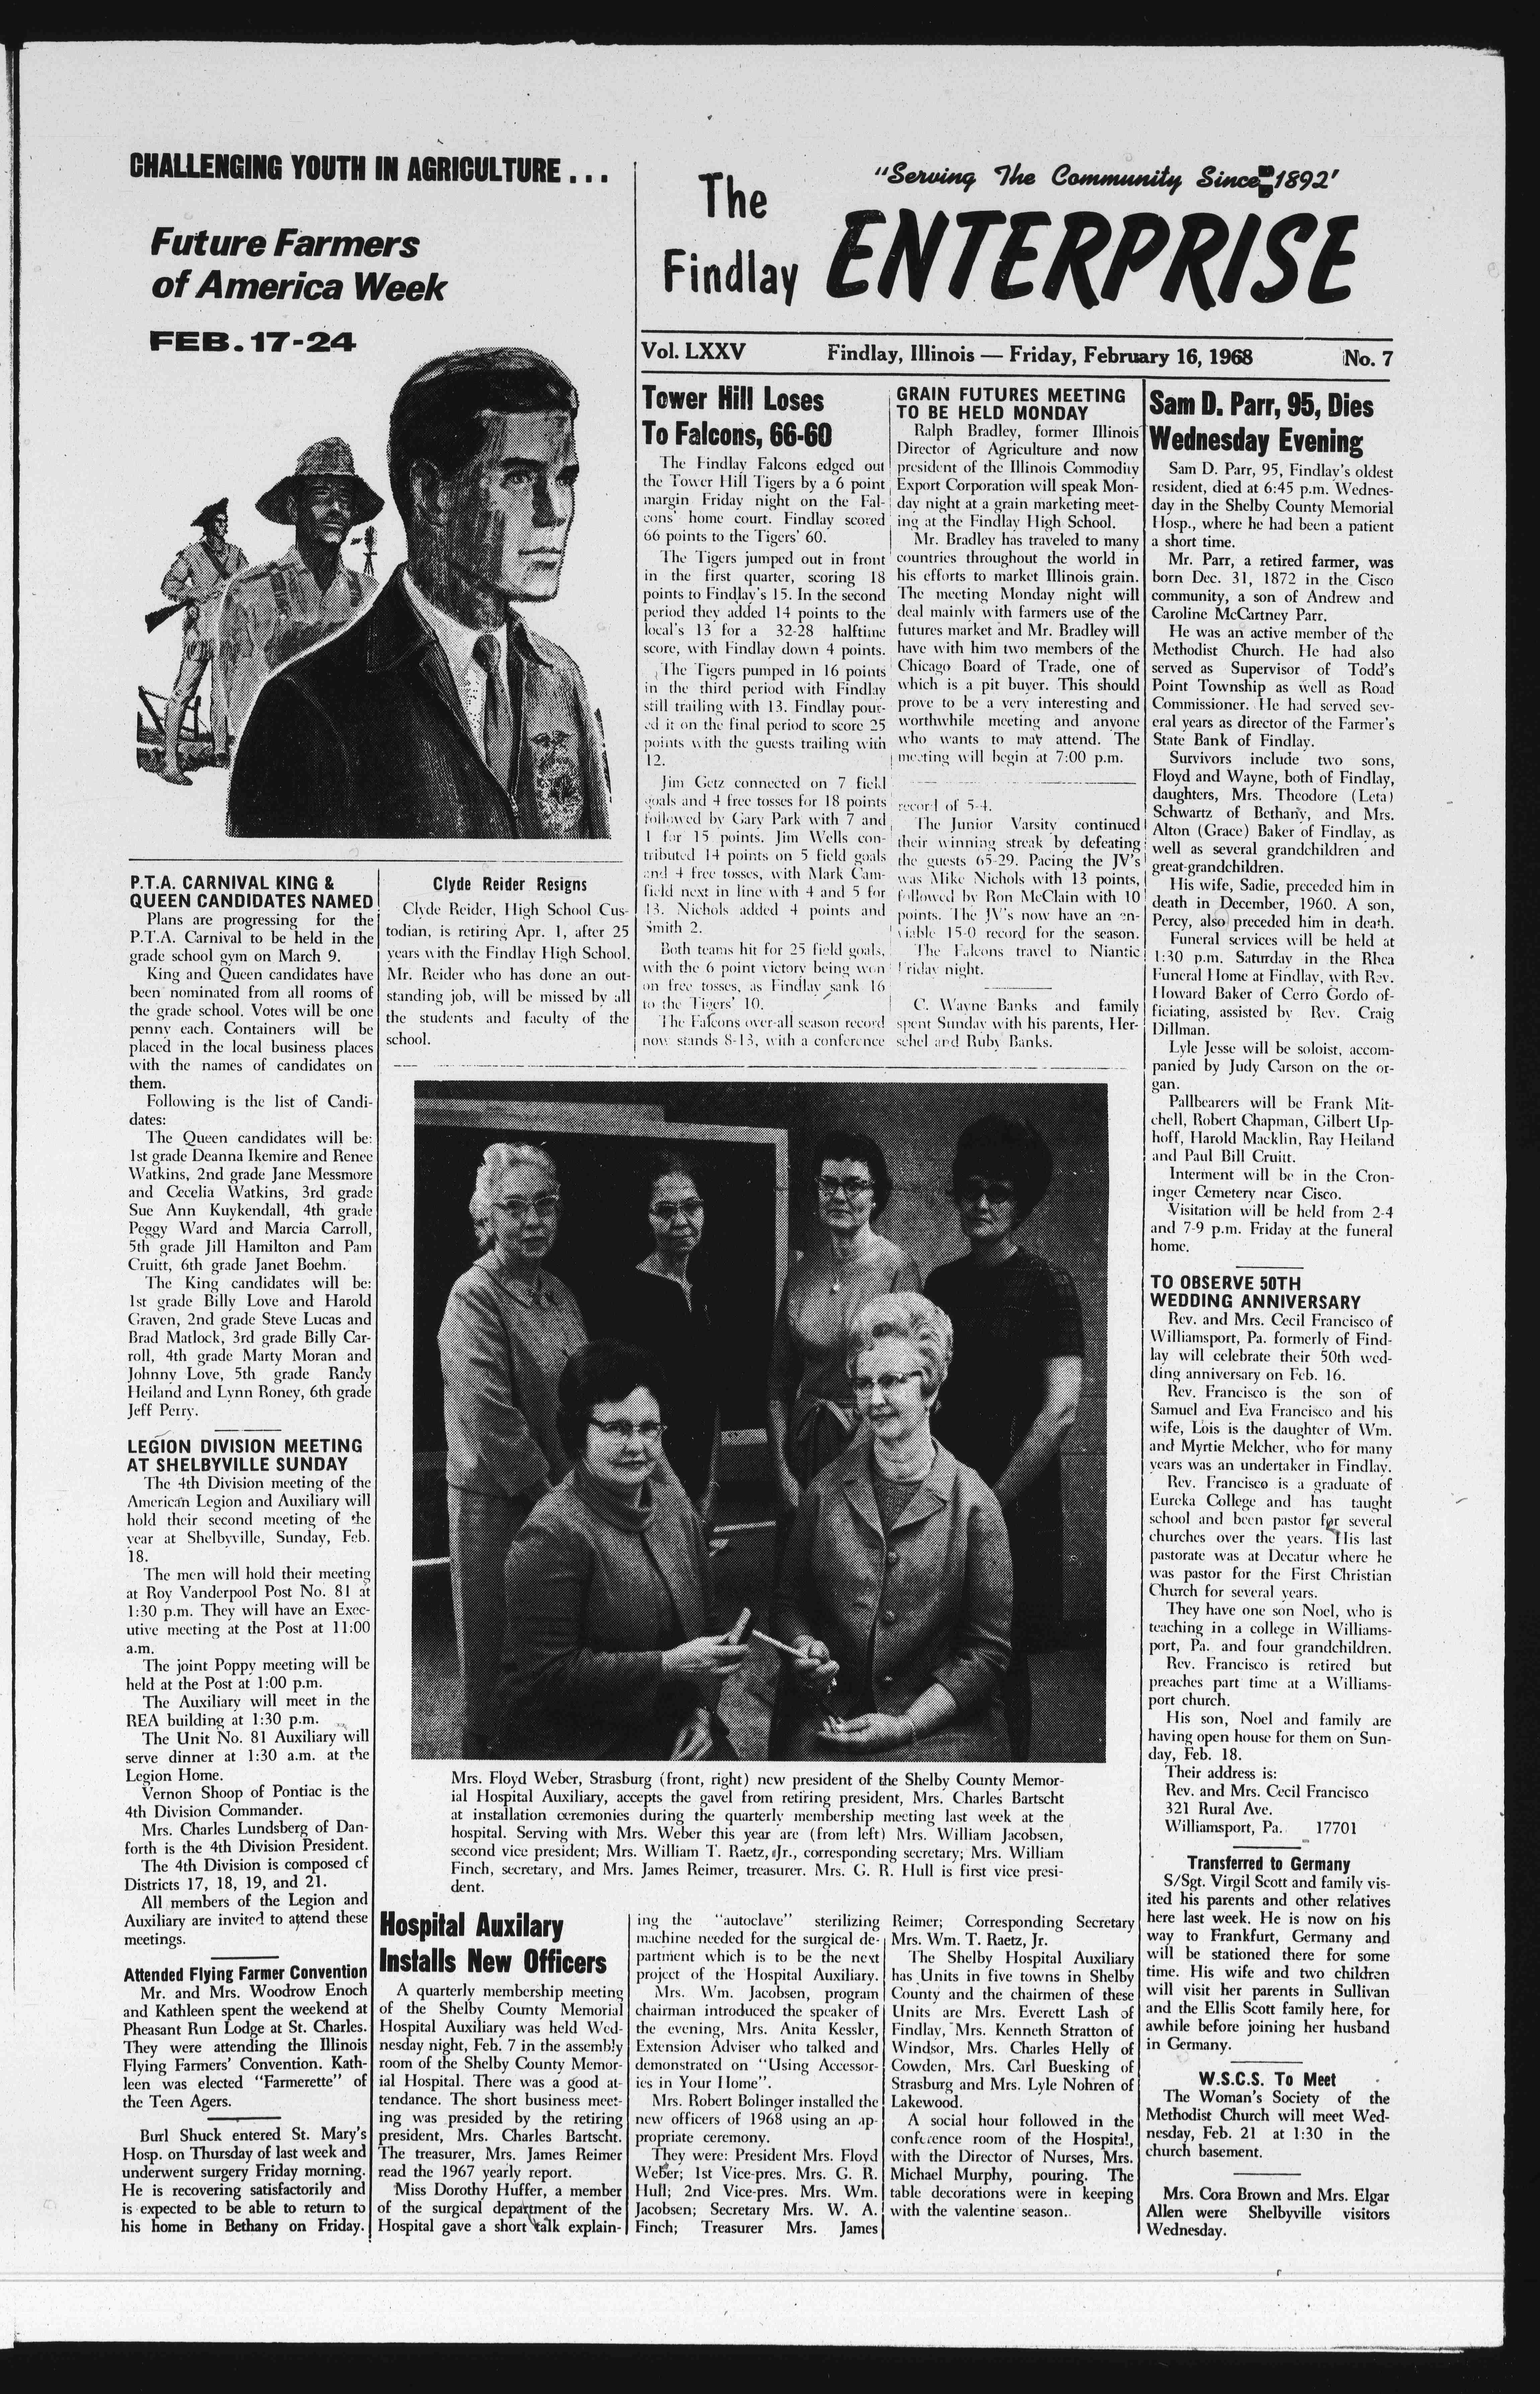 CHALLENGING YOUTH IN AGRICULTURE . . .
Future Farmers
of America Week
FEB. 17-24
"Serving The Community Since 1892'
The
Findlay ENTERPRISE
Vol. LXXV Findlay, Illinois — Friday, February 16, 1968 No. 7
P.T.A. CARNIVAL KING &
QUEEN CANDIDATES NAMED
Plans are progressing for the
P.T.A. Carnival to be held in the
grade school gym on March 9.
King and Queen candidates have
been nominated from all rooms of
the grade school. Votes will be one
penny each. Containers will be
placed in the local business places
with the names of candidates on
them.
Following is the list of Candi-
dates:
The Queen candidates will be:
1st grade Deanna Ikemire and Renee
Watkins, 2nd grade Jane Messmore
and Cecelia Watkins, 3rd grade
Sue Ann Kuykendall, 4th grade
Peggy Ward and Marcia Carroll,
5th grade Jill Hamilton and Pam
Cruitt, 6th grade Janet Boehm.
The King candidates will be:
1st grade Billy Love and Harold
Graven, 2nd grade Steve Lucas and
Brad Matlock, 3rd grade Billy Car-
roll, 4th grade Marty Moran and
Johnny Love, 5th grade Randy
Heiland and Lynn Roney, 6th grade
Jeff Perry.
LEGION DIVISION MEETING
AT SHELBYVILLE SUNDAY
The 4th Division meeting of the
American Legion and Auxiliary will
hold their second meeting of the
year at Shelbyville, Sunday, Feb.
18.
The men will hold their meeting
at Roy Vanderpool Post No. 81 at
1:30 p.m. They will have an Exec-
utive meeting at the Post at 11:00
a.m.
The joint Poppy meeting will be
held at the Post at 1:00 p.m.
The Auxiliary will meet in the
REA building at 1:30 p.m.
The Unit No. 81 Auxiliary will
serve dinner at 1:30 a.m. at the
Legion Home.
Vernon Shoop of Pontiac is the
4th Division Commander.
Mrs. Charles Lundsberg of Dan-
forth is the 4th Division President.
The 4th Division is composed of
Districts 17, 18, 19, and 21.
All members of the Legion and
Auxiliary are invited to attend these
meetings.
Attended Flying Farmer Convention
Mr. and Mrs. Woodrow Enoch
and Kathleen spent the weekend at
Pheasant Run Lodge at St. Charles.
They were attending the Illinois
Flying Farmers' Convention. Kath-
leen was elected "Farmerette" of
the Teen Agers.
Burl Shuck entered St. Mary's
Hosp. on Thursday of last week and
underwent surgery Friday morning.
He is recovering satisfactorily and
is expected to be able to return to
his home in Bethany on Friday.
Clyde Reider Resigns
Clyde Reider, High School Cus-
todian, is retiring Apr. 1, after 25
years with the Findlay High School.
Mr. Reider who has done an out-
standing job, will be missed by all
the students and faculty of the
school.
Tower Hill Loses
To Falcons, 66-60
The Findlay Falcons edged out
the Tower Hill Tigers by a 6 point
margin Friday night on the Fal-
cons' home court. Findlay scored
66 points to the Tigers' 60.
The Tigers jumped out in front
in the first quarter, scoring 18
points to Findlay's 15. In the second
period they added 14 points to the
local's 13 for a 32-28 halftime
score, with Findlay down 4 points.
The Tigers pumped in 16 points
in the third period with Findlay
still trailing with 13. Findlay pour-
ed it on the final period to score 25
points with the guests trailing with
12.
Jim Getz connected on 7 field
goals and 4 free tosses for 18 points
followed by Gary Park with 7 and
1 for 15 points. Jim Wells con-
tributed 14 points on 5 field goals
and 4 free tosses, with Mark Cam-
field next in line with 4 and 5 for
13. Nichols added 4 points and
Smith 2.
Both teams hit for 25 field goals,
with the 6 point victory being won
on free tosses, as Findlay sank 16
to the Tigers' 10.
The Falcons over-all season record
now stands 8-13, with a conference
record of 5-4.
The Junior Varsity continued
their winning streak by defeating
the guests 65-29. Pacing the JV's
was Mike Nichols with 13 points,
followed by Ron McClain with 10
points. The JV's now have an en-
viable 15-0 record for the season.
The Falcons travel to Niantic
Friday night.
C. Wayne Banks and family
spent Sunday with his parents, Her-
schel and Ruby Banks.
GRAIN FUTURES MEETING
TO BE HELD MONDAY
Ralph Bradley, former Illinois
Director of Agriculture and now
president of the Illinois Commodity
Export Corporation will speak Mon-
day night at a grain marketing meet-
ing at the Findlay High School.
Mr. Bradley has traveled to many
countries throughout the world in
his efforts to market Illinois grain.
The meeting Monday night will
deal mainly with farmers use of the
futures market and Mr. Bradley will
have with him two members of the
Chicago Board of Trade, one of
which is a pit buyer. This should
prove to be a very interesting and
worthwhile meeting and anyone
who wants to may attend. The
meeting will begin at 7:00 p.m.
Sam D. Parr, 95, Dies
Wednesday Evening
Sam D. Parr, 95, Findlay's oldest
resident, died at 6:45 p.m. Wednes-
day in the Shelby County Memorial
Hosp., where he had been a patient
a short time.
Mr. Parr, a retired farmer, was
born Dec. 31, 1872 in the Cisco
community, a son of Andrew and
Caroline McCartney Parr.
He was an active member of the
Methodist Church. He had also
served as Supervisor of Todd's
Point Township as well as Road
Commissioner. He had served sev-
eral years as director of the Farmer's
State Bank of Findlay.
Survivors include two sons,
Floyd and Wayne, both of Findlay,
daughters, Mrs. Theodore (Leta)
Schwartz of Bethany, and Mrs.
Alton (Grace) Baker of Findlay, as
well as several grandchildren and
great-grandchildren.
His wife, Sadie, preceded him in
death in December, 1960. A son,
Percy, also preceded him in death.
Funeral services will be held at
1:30 p.m. Saturday in the Rhea
Funeral Home at Findlay, with Rev.
Howard Baker of Cerro Gordo of-
ficiating, assisted by Rev. Craig
Dillman.
Lyle Jesse will be soloist, accom-
panied by Judy Carson on the or-
gan.
Pallbearers will be Frank Mit-
chell, Robert Chapman, Gilbert Up-
hoff, Harold Macklin, Ray Heiland
and Paul Bill Cruitt.
Interment will be in the Cron-
inger Cemetery near Cisco.
Visitation will be held from 2-4
and 7-9 p.m. Friday at the funeral
home.
TO OBSERVE 50TH
WEDDING ANNIVERSARY
Rev. and Mrs. Cecil Francisco of
Williamsport, Pa. formerly of Find-
lay will celebrate their 50th wed-
ding anniversary on Feb. 16.
Rev. Francisco is the son of
Samuel and Eva Francisco and his
wife, Lois is the daughter of Wm.
and Myrtie Melcher, who for many
years was an undertaker in Findlay.
Rev. Francisco is a graduate of
Eureka College and has taught
school and been pastor for several
churches over the years. His last
pastorate was at Decatur where he
was pastor for the First Christian
Church for several years.
They have one son Noel, who is
teaching in a college in Williams-
port, Pa. and four grandchildren.
Rev. Francisco is retired but
preaches part time at a Williams-
port church.
His son, Noel and family are
having open house for them on Sun-
day, Feb. 18.
Their address is:
Rev. and Mrs. Cecil Francisco
321 Rural Ave.
Williamsport, Pa. 17701
Transferred to Germany
S/Sgt. Virgil Scott and family vis-
ited his parents and other relatives
here last week. He is now on his
way to Frankfurt, Germany and
will be stationed there for some
time. His wife and two children
will visit her parents in Sullivan
and the Ellis Scott family here, for
awhile before joining her husband
in Germany.
W.S.C.S. To Meet
The Woman's Society of the
Methodist Church will meet Wed-
nesday, Feb. 21 at 1:30 in the
church basement.
Mrs. Cora Brown and Mrs. Elgar
Allen were Shelbyville visitors
Wednesday.
Mrs. Floyd Weber, Strasburg (front, right) new president of the Shelby County Memor-
ial Hospital Auxiliary, accepts the gavel from retiring president, Mrs. Charles Bartscht
at installation ceremonies during the quarterly membership meeting last week at the
hospital. Serving with Mrs. Weber this year are (from left) Mrs. William Jacobsen,
second vice president; Mrs. William T. Raetz, Jr., corresponding secretary; Mrs. William
Finch, secretary, and Mrs. James Reimer, treasurer. Mrs. G. R. Hull is first vice presi-
dent.
Hospital Auxilary
Installs New Officers
A quarterly membership meeting
of the Shelby County Memorial
Hospital Auxiliary was held Wed-
nesday night, Feb. 7 in the assembly
room of the Shelby County Memor-
ial Hospital. There was a good at-
tendance. The short business meet-
ing was presided by the retiring
president, Mrs. Charles Bartscht.
The treasurer, Mrs. James Reimer
read the 1967 yearly report.
Miss Dorothy Huffer, a member
of the surgical department of the
Hospital gave a short talk explain-
ing the "autoclave" sterilizing
machine needed for the surgical de-
partment which is to be the next
project of the Hospital Auxiliary.
Mrs. Wm. Jacobsen, program
chairman introduced the speaker of
the evening, Mrs. Anita Kessler,
Extension Adviser who talked and
demonstrated on "Using Accessor-
ies in Your Home".
Mrs. Robert Bolinger installed the
new officers of 1968 using an ap-
propriate ceremony.
They were: President Mrs. Floyd
Weber; 1st Vice-pres. Mrs. G. R.
Hull; 2nd Vice-pres. Mrs. Wm.
Jacobsen; Secretary Mrs. W. A.
Finch; Treasurer Mrs. James
Reimer; Corresponding Secretary
Mrs. Wm. T. Raetz, Jr.
The Shelby Hospital Auxiliary
has Units in five towns in Shelby
County and the chairmen of these
Units are Mrs. Everett Lash of
Findlay, Mrs. Kenneth Stratton of
Windsor, Mrs. Charles Helly of
Cowden, Mrs. Carl Buesking of
Strasburg and Mrs. Lyle Nohren of
Lakewood.
A social hour followed in the
conference room of the Hospital,
with the Director of Nurses, Mrs.
Michael Murphy, pouring. The
table decorations were in keeping
with the valentine season.